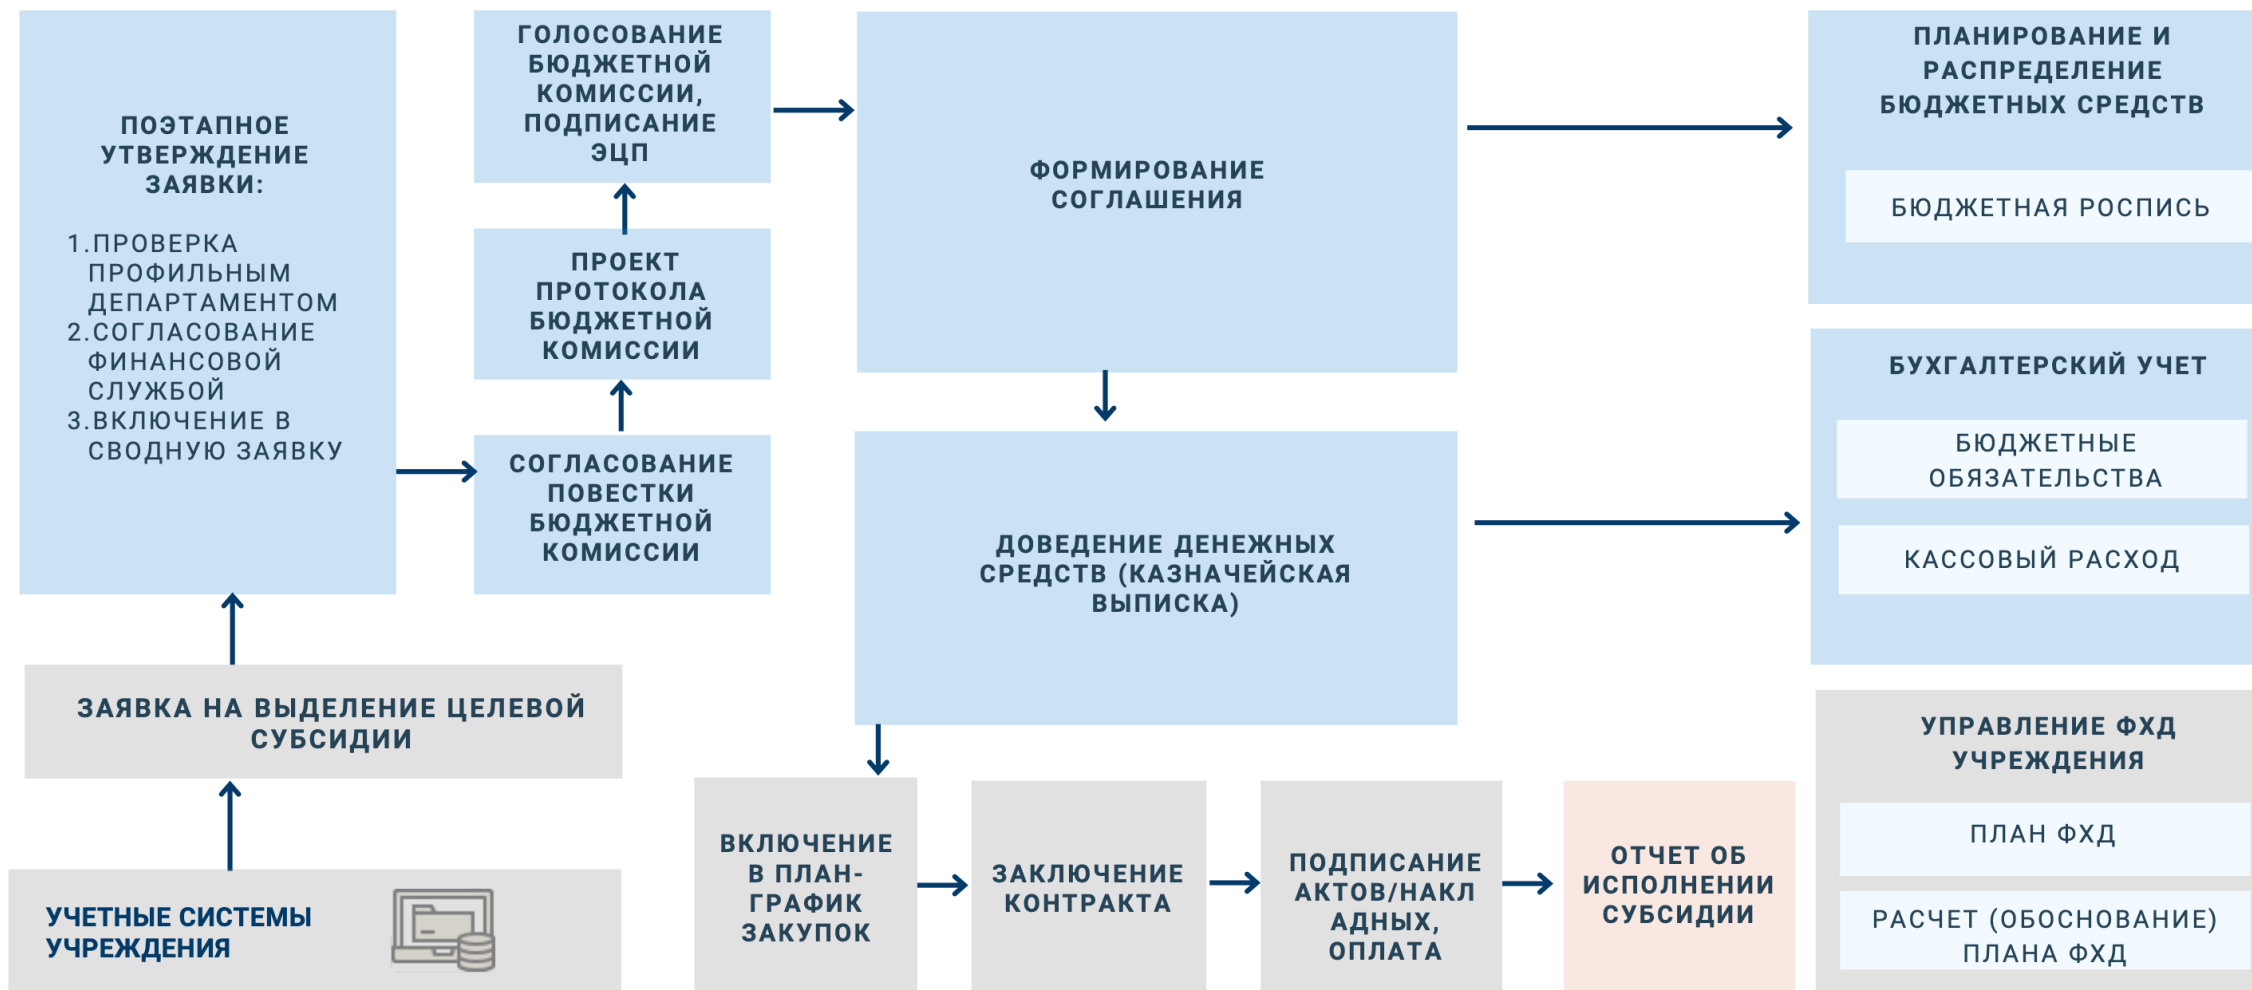 ПОЭТАПНОЕ
УТВЕРЖДЕНИЕ
ЗАЯВКИ:
1.ПРОВЕРКА
ПРОФИЛЬНЫМ
ДЕПАРТАМЕНТОМ
2.СОГЛАСОВАНИЕ
ФИНАНСОВОЙ
СЛУЖБОЙ
3.ВКЛЮЧЕНИЕ В
СВОДНУЮ ЗАЯВКУ
ГОЛОСОВАНИЕ
БЮДЖЕТНОЙ
КОМИССИИ,
ПОДПИСАНИЕ
ЭЦП
ПРОЕКТ
ПРОТОКОЛА
БЮДЖЕТНОЙ
КОМИССИИ
СОГЛАСОВАНИЕ
ПОВЕСТКИ
БЮДЖЕТНОЙ
КОМИССИИ
ФОРМИРОВАНИЕ
СОГЛАШЕНИЯ
ДОВЕДЕНИЕ ДЕНЕЖНЫХ
СРЕДСТВ (КАЗНАЧЕЙСКАЯ
ВЫПИСКА)
ПЛАНИРОВАНИЕ И
РАСПРЕДЕЛЕНИЕ
БЮДЖЕТНЫХ СРЕДСТВ
БЮДЖЕТНАЯ РОСПИСЬ
БУХГАЛТЕРСКИЙ УЧЕТ
БЮДЖЕТНЫЕ
ОБЯЗАТЕЛЬСТВА
КАССОВЫЙ РАСХОД
ЗАЯВКА НА ВЫДЕЛЕНИЕ ЦЕЛЕВОЙ
СУБСИДИИ
УЧЕТНЫЕ СИСТЕМЫ
УЧРЕЖДЕНИЯ
ВКЛЮЧЕНИЕ
В ПЛАН-
ГРАФИК
ЗАКУПОК
ЗАКЛЮЧЕНИЕ
КОНТРАКТА
ПОДПИСАНИЕ
АКТОВ/НАКЛ
АДНЫХ,
ОПЛАТА
ОТЧЕТ ОБ
ИСПОЛНЕНИИ
СУБСИДИИ
УПРАВЛЕНИЕ ФХД
УЧРЕЖДЕНИЯ
ПЛАН ФХД
РАСЧЕТ (ОБОСНОВАНИЕ)
ПЛАНА ФХД